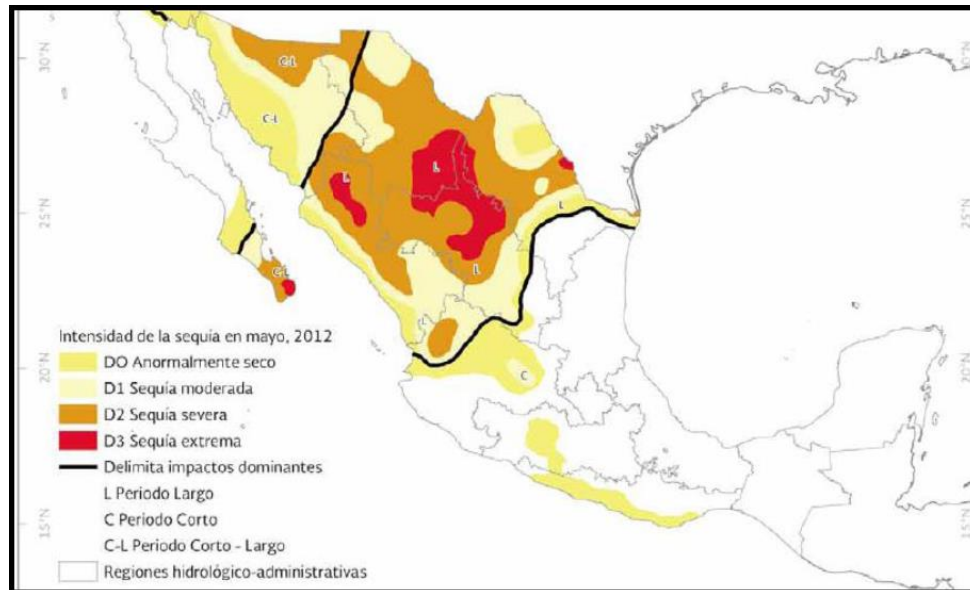 30°N
25°N
20°N
15°N
30°N
25°N
20°N
15°N
C-L
C-L
L
L
L
L
C-L
L
C
Intensidad de la sequía en mayo, 2012
DO Anormalmente seco
D1 Sequía moderada
D2 Sequía severa
D3 Sequía extrema
Delimita impactos dominantes
L Periodo Largo
C Periodo Corto
C-L Periodo Corto - Largo
Regiones hidrológico-administrativas